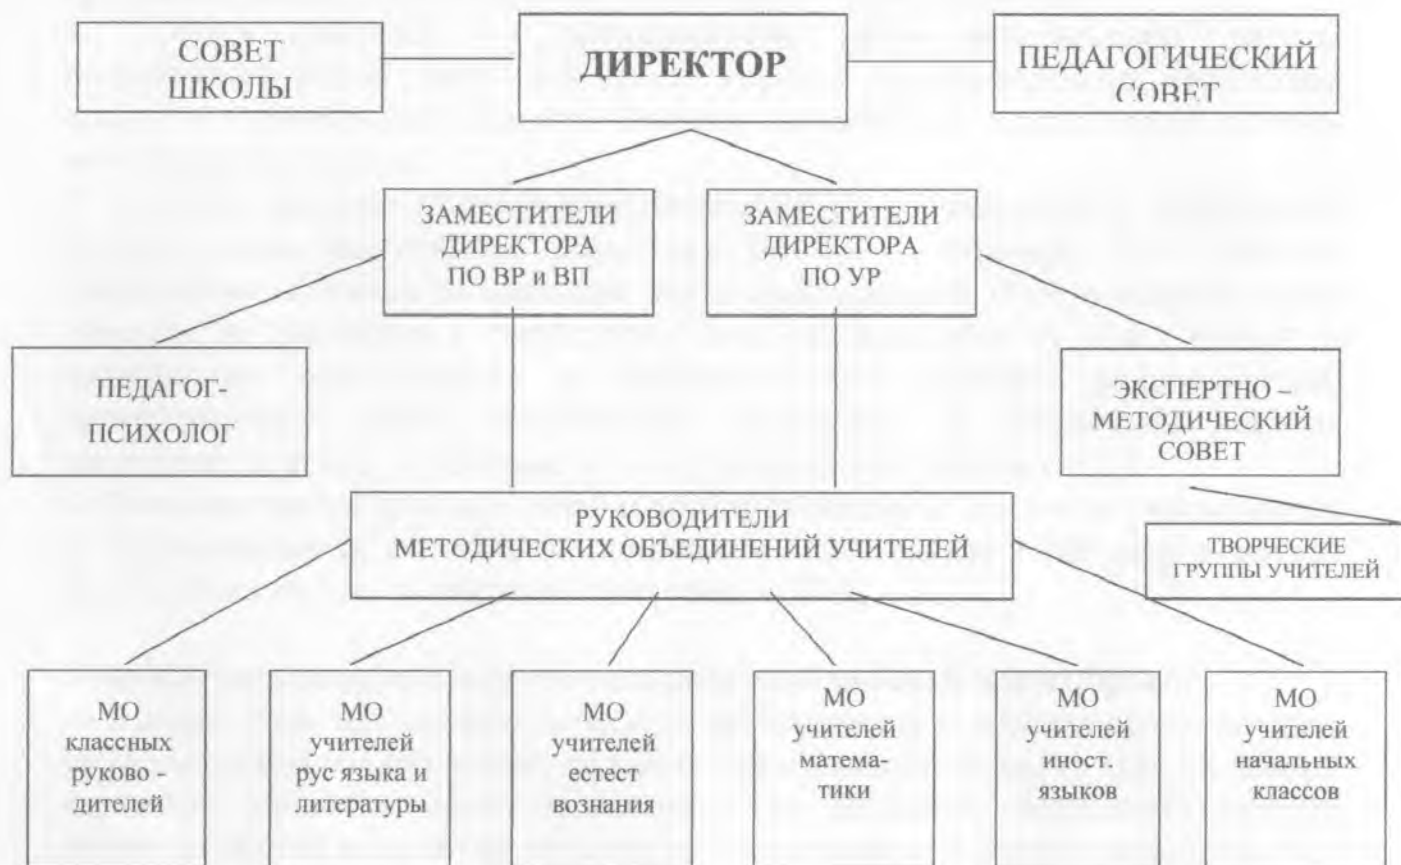 СОВЕТ
ШКОЛЫ
ДИРЕКТОР
ПЕДАГОГИЧЕСКИЙ
СОВЕТ
ЗАМЕСТИТЕЛИ
ДИРЕКТОРА
ПО ВР и ВП
ЗАМЕСТИТЕЛИ
ДИРЕКТОРА
ПО УР
ПЕДАГОГ-
ПСИХОЛОГ
ЭКСПЕРТНО –
МЕТОДИЧЕСКИЙ
СОВЕТ
РУКОВОДИТЕЛИ
МЕТОДИЧЕСКИХ ОБЪЕДИНЕНИЙ УЧИТЕЛЕЙ
ТВОРЧЕСКИЕ
ГРУППЫ УЧИТЕЛЕЙ
МО
классных
руково -
дителей
МО
учителей
рус языка и
литературы
МО
учителей
естест
вознания
МО
учителей
матема-
тики
МО
учителей
иност.
языков
МО
учителей
начальных
классов